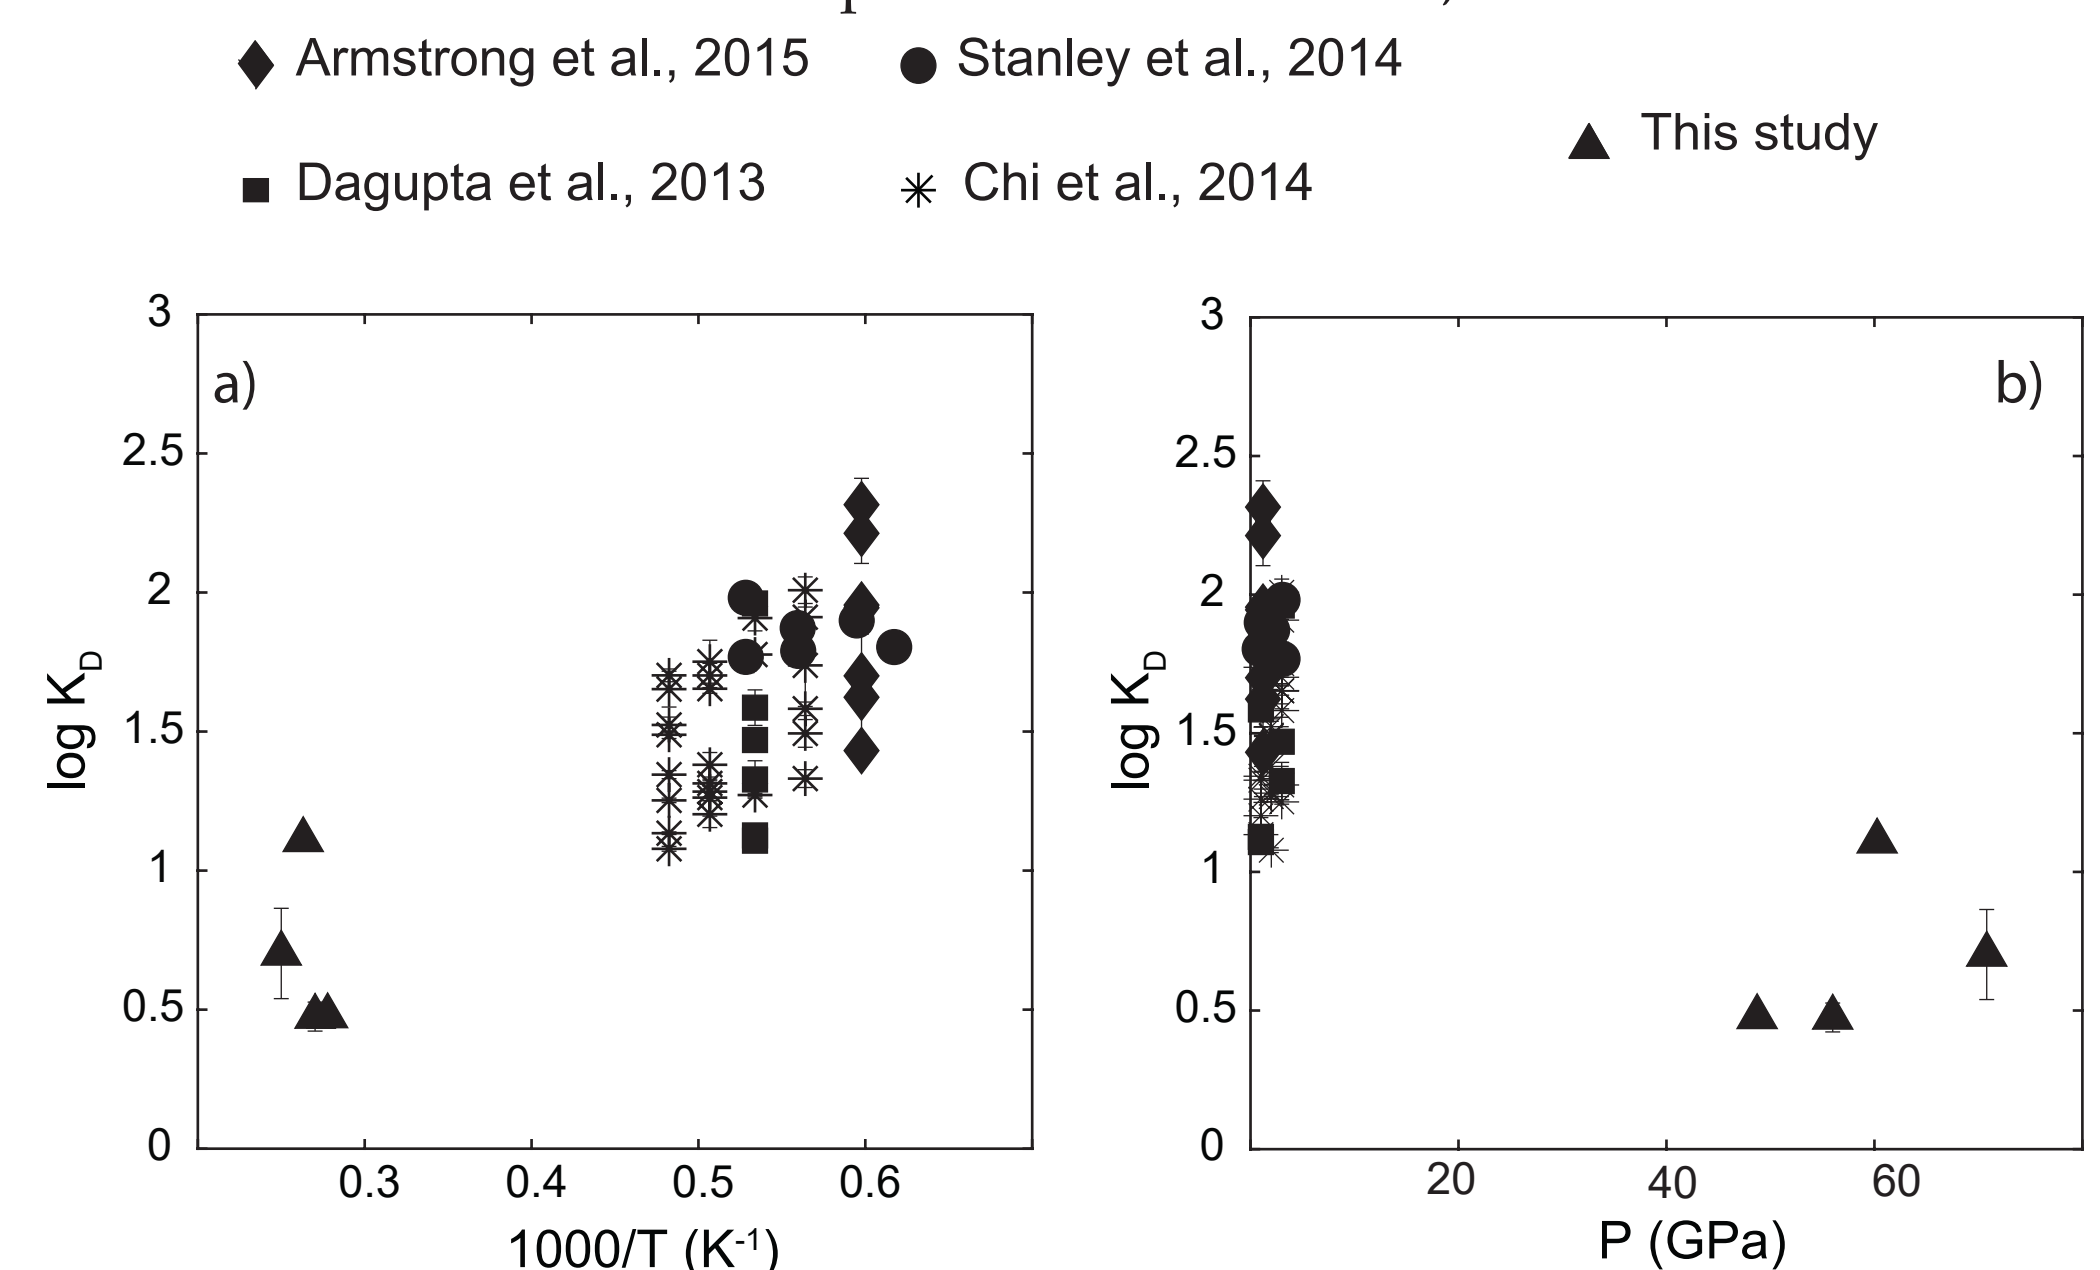 Armstrong et al., 2015
Stanley et al., 2014
This study
Dagupta et al., 2013
Chi et al., 2014
a)
3
2.5
2
1.5
1
0.5
0
log K_D
0.3 0.4 0.5 0.6
1000/T (K⁻¹)
b)
3
2.5
2
1.5
1
0.5
0
log K_D
20 40 60
P (GPa)